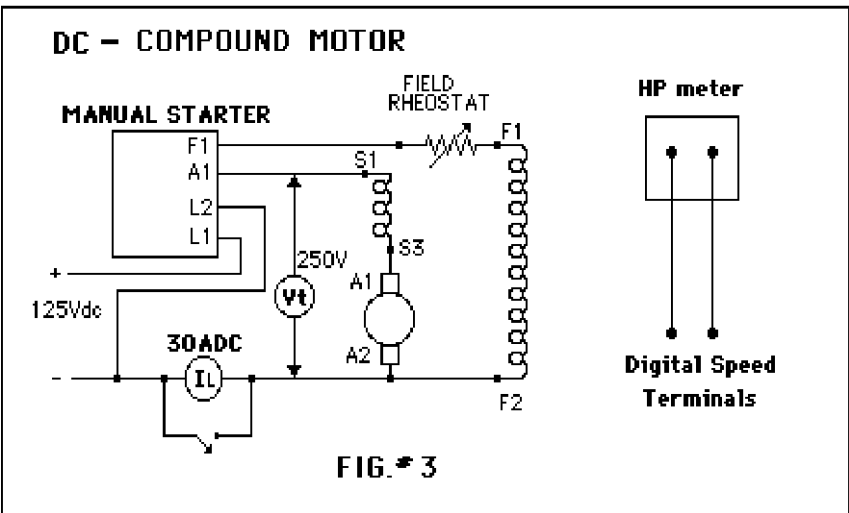 DC - COMPOUND MOTOR
FIELD
RHEOSTAT
HP meter
MANUAL STARTER
F1
F1
A1
S1
L2
L1
S3
250V
+
A1
Vt
125Vdc
30ADC
A2
Digital Speed
Terminals
-
IL
F2
FIG.# 3